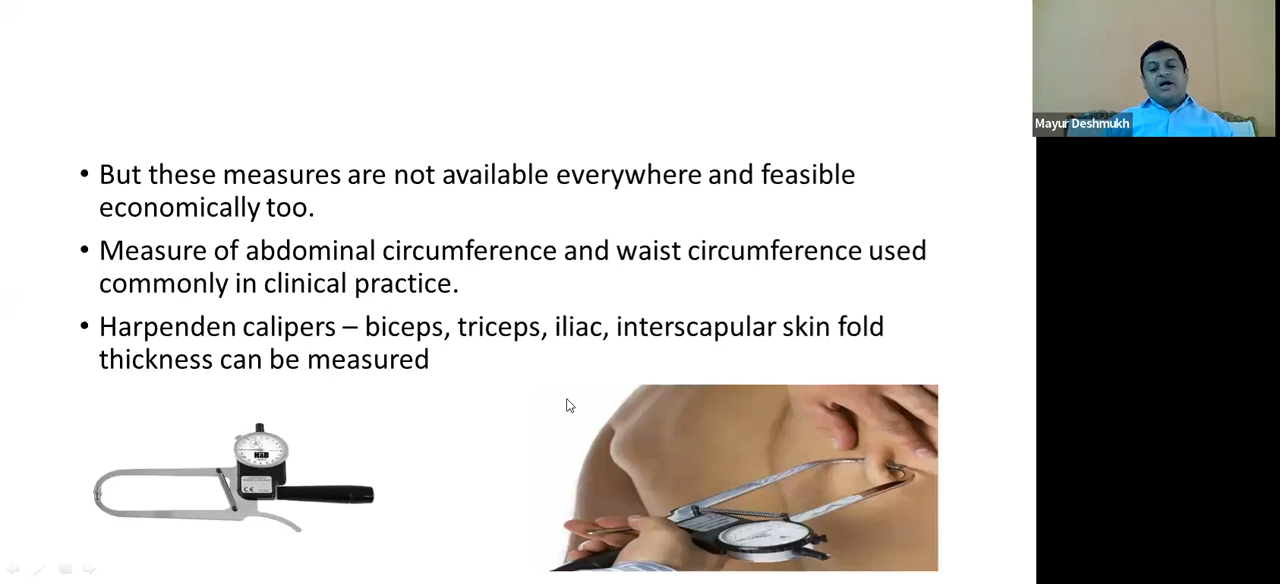 • But these measures are not available everywhere and feasible
economically too.
• Measure of abdominal circumference and waist circumference used
commonly in clinical practice.
• Harpenden calipers – biceps, triceps, iliac, interscapular skin fold
thickness can be measured
Mayur Deshmukh